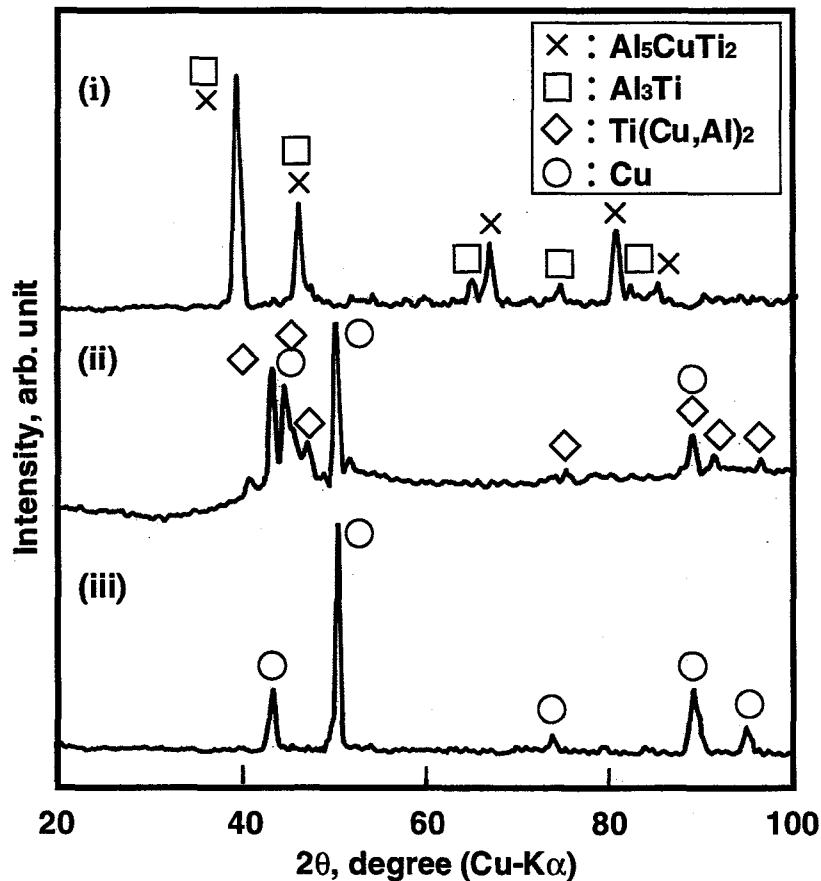 (i)
× : Al₅CuTi₂
□ : Al₃Ti
◇ : Ti(Cu,Al)₂
○ : Cu
(ii)
(iii)
Intensity, arb. unit
20 40 60 80 100
2θ, degree (Cu-Kα)